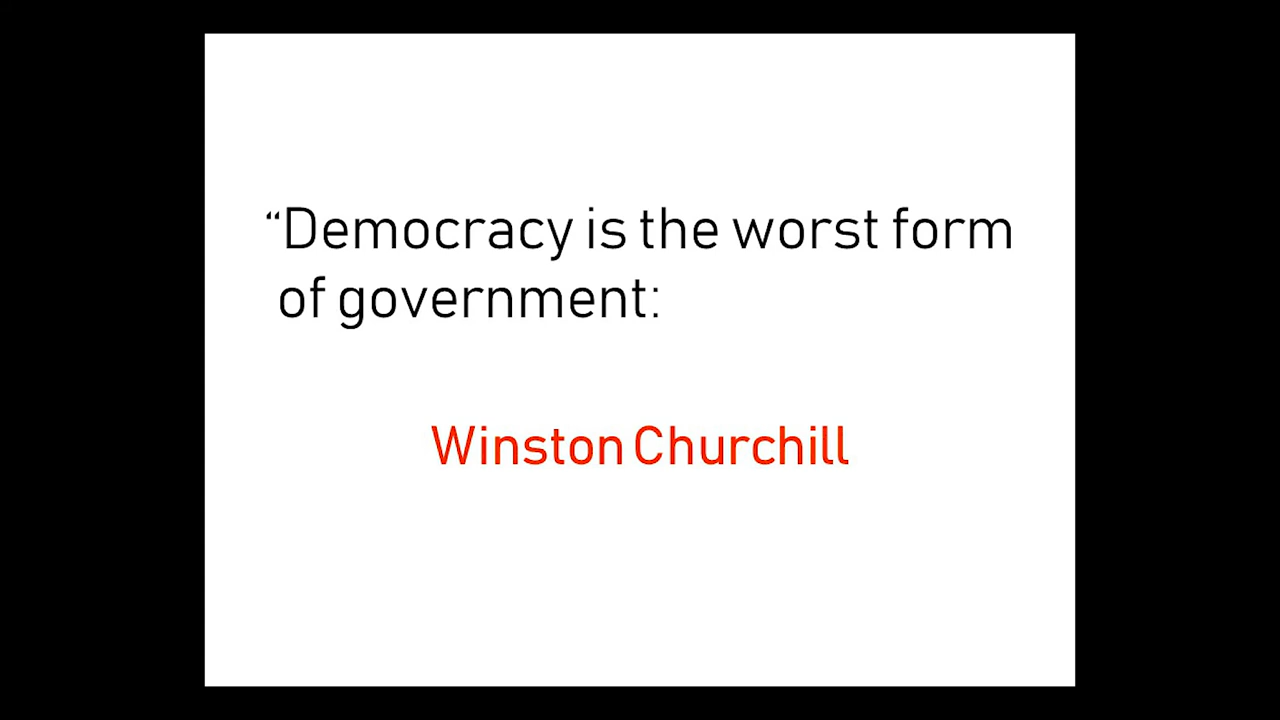 “Democracy is the worst form
of government:
Winston Churchill